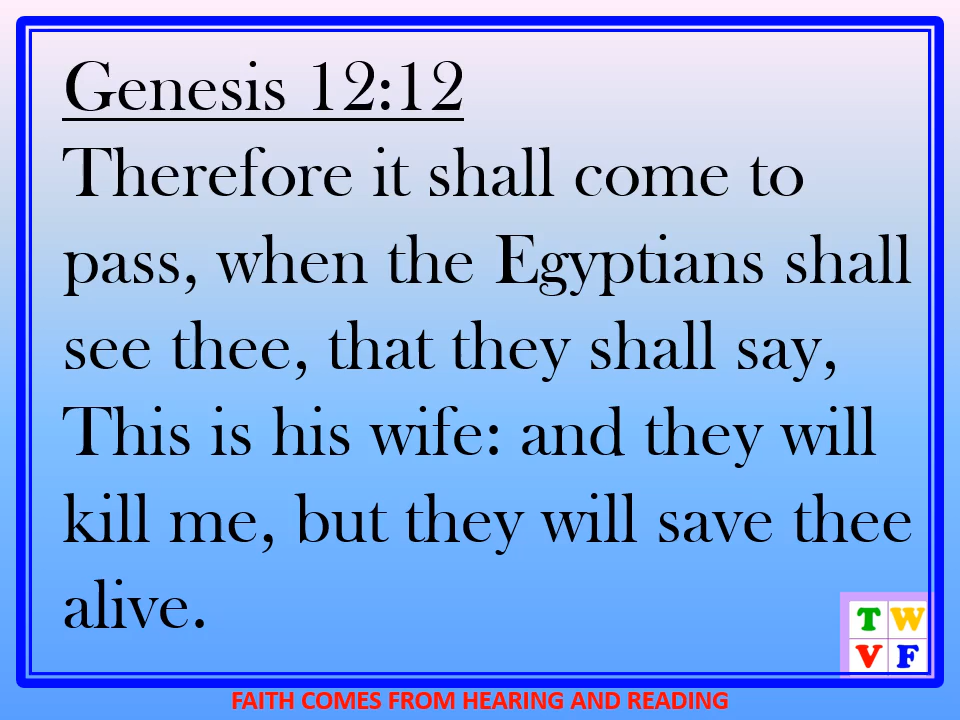 Genesis 12:12
Therefore it shall come to
pass, when the Egyptians shall
see thee, that they shall say,
This is his wife: and they will
kill me, but they will save thee
alive.
T W
V F
FAITH COMES FROM HEARING AND READING